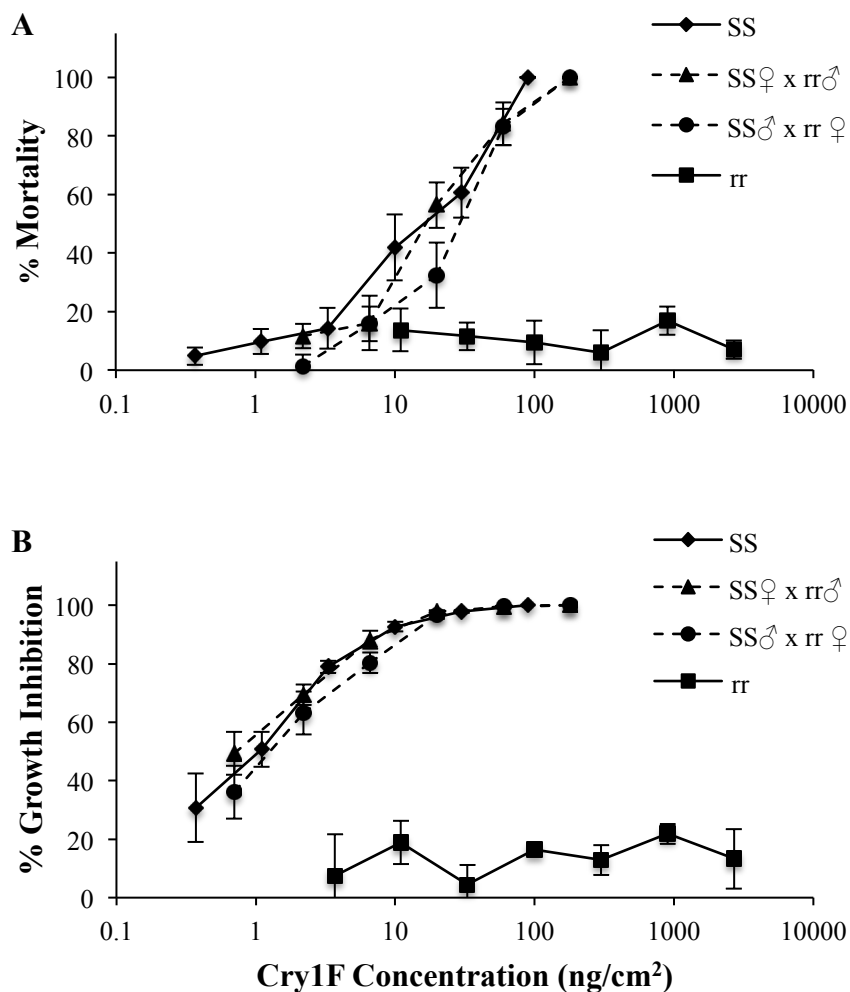 A
SS
SS♀ x rr♂
SS♂ x rr ♀
rr
% Mortality
100
80
60
40
20
0
0.1 1 10 100 1000 10000
B
SS
SS♀ x rr♂
SS♂ x rr ♀
rr
% Growth Inhibition
100
80
60
40
20
0
0.1 1 10 100 1000 10000
Cry1F Concentration (ng/cm²)